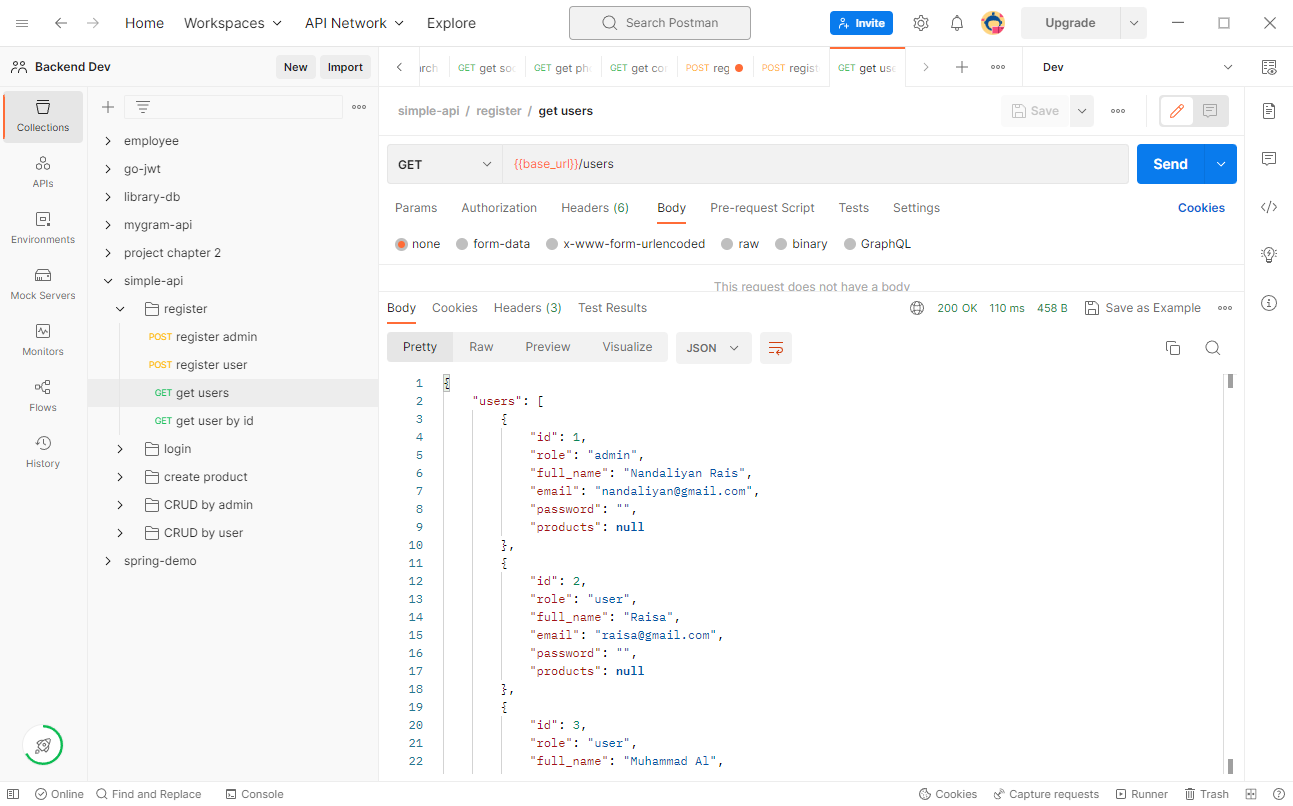 Home Workspaces API Network Explore Search Postman Invite Upgrade
Backend Dev New Import
GET get GET get GET get POST reg POST regist GET get Dev
Collections
APIs
Environments
Mock Servers
Monitors
Flows
History
employee
go-jwt
library-db
mygram-api
project chapter 2
simple-api
register
POST register admin
POST register user
GET get users
GET get user by id
login
create product
CRUD by admin
CRUD by user
spring-demo
simple-api / register / get users Save
GET {{base_url}}/users Send
Params Authorization Headers (6) Body Pre-request Script Tests Settings Cookies
none form-data x-www-form-urlencoded raw binary GraphQL
This request does not have a body
Body Cookies Headers (3) Test Results 200 OK 110 ms 458 B Save as Example
Pretty Raw Preview Visualize JSON
1 {
2 "users": [
3 {
4 "id": 1,
5 "role": "admin",
6 "full_name": "Nandaliyan Rais",
7 "email": "nandaliyan@gmail.com",
8 "password": "",
9 "products": null
10 },
11 {
12 "id": 2,
13 "role": "user",
14 "full_name": "Raisa",
15 "email": "raisa@gmail.com",
16 "password": "",
17 "products": null
18 },
19 {
20 "id": 3,
21 "role": "user",
22 "full_name": "Muhammad Al",
Online Find and Replace Console Cookies Capture requests Runner Trash